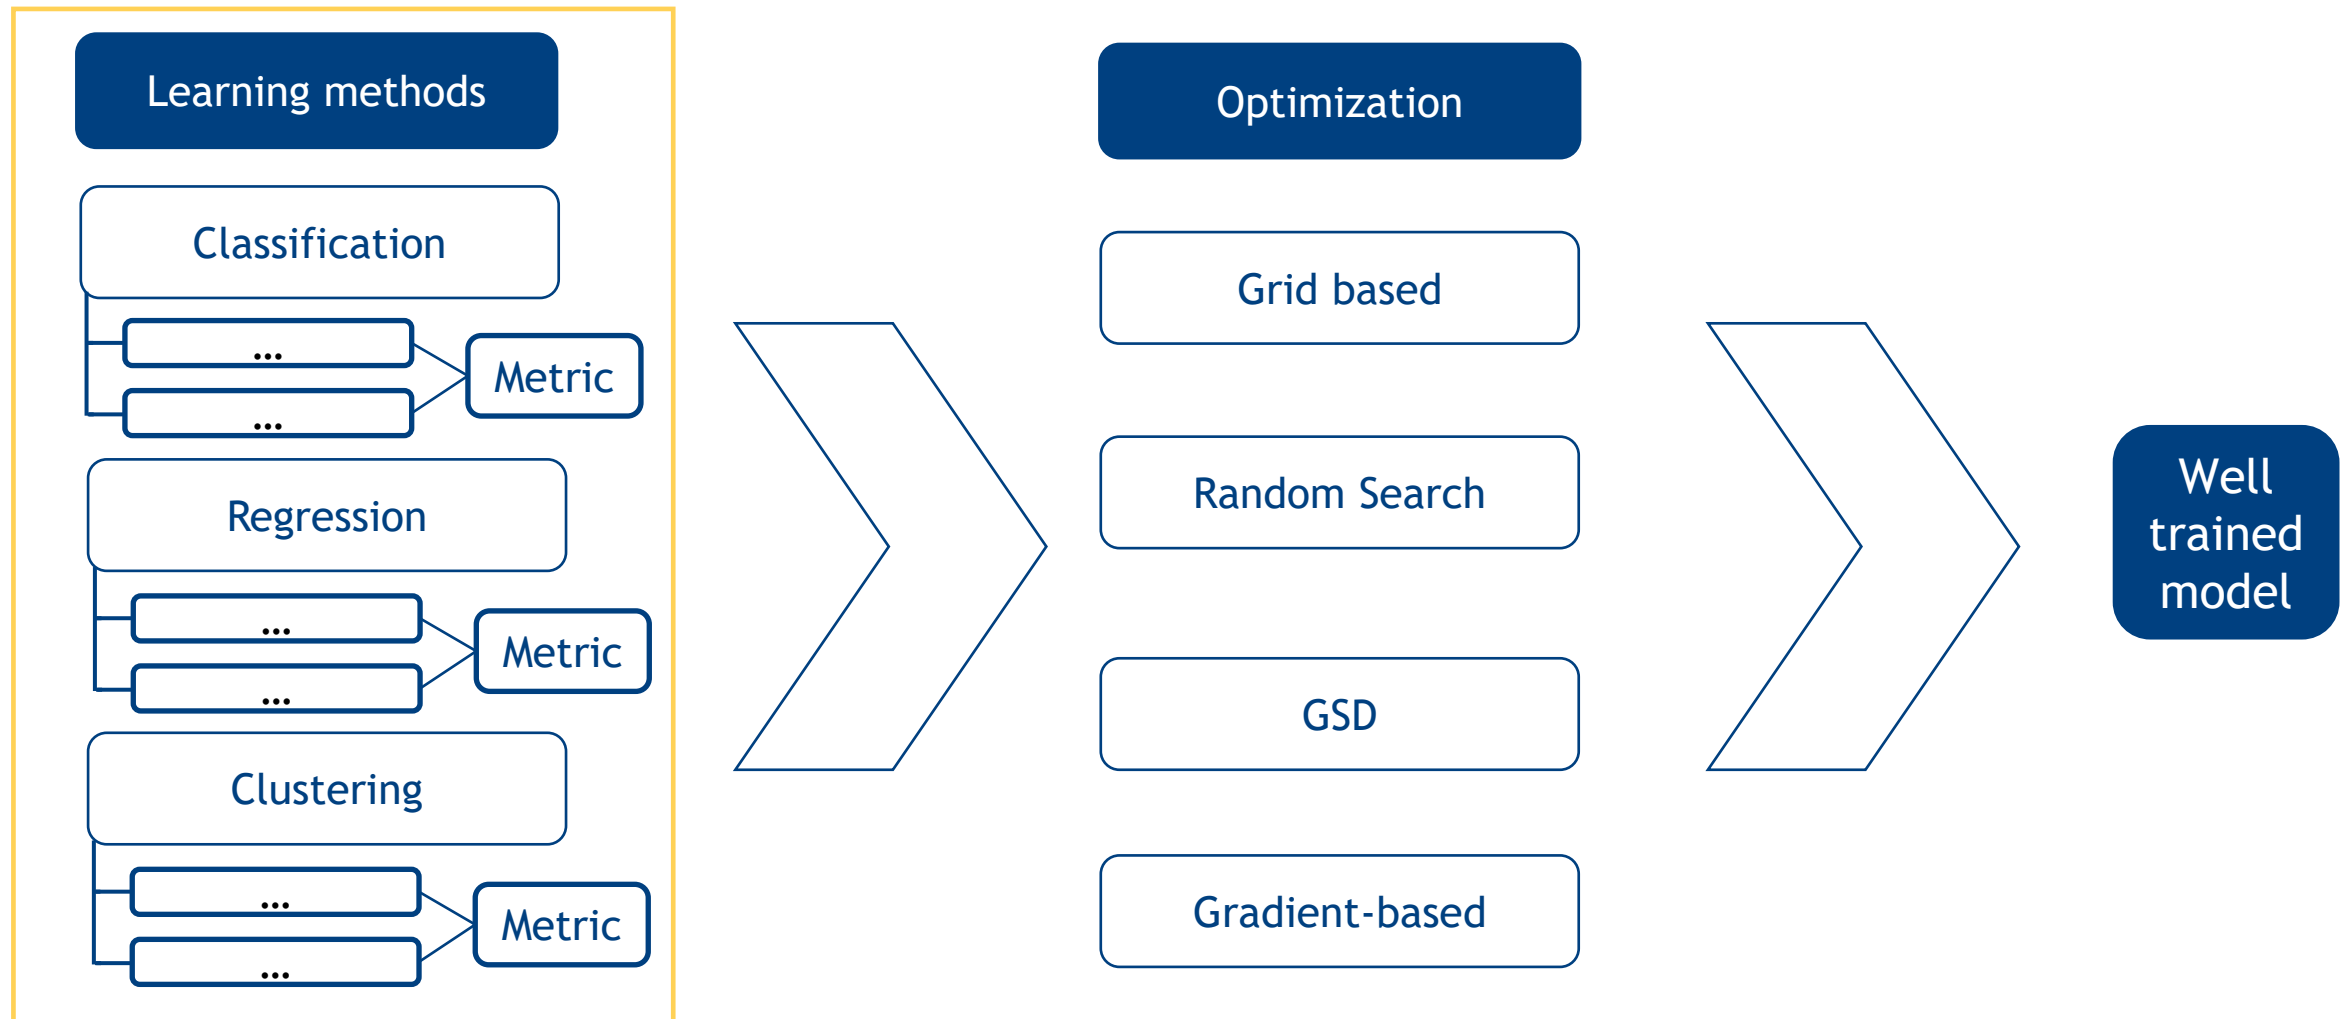 Learning methods
Classification
...
...
Metric
Regression
...
...
Metric
Clustering
...
...
Metric
Optimization
Grid based
Random Search
GSD
Gradient-based
Well
trained
model